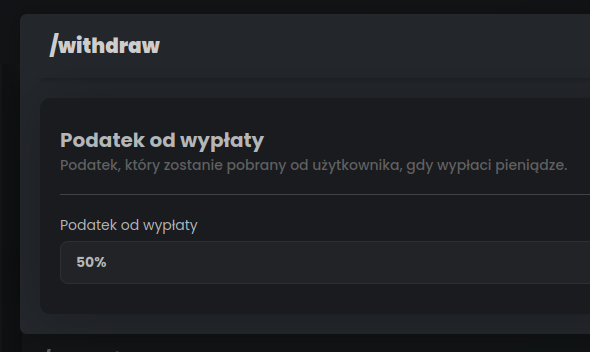 /withdraw
Podatek od wypłaty
Podatek, który zostanie pobrany od użytkownika, gdy wypłaci pieniądze.
Podatek od wypłaty
50%